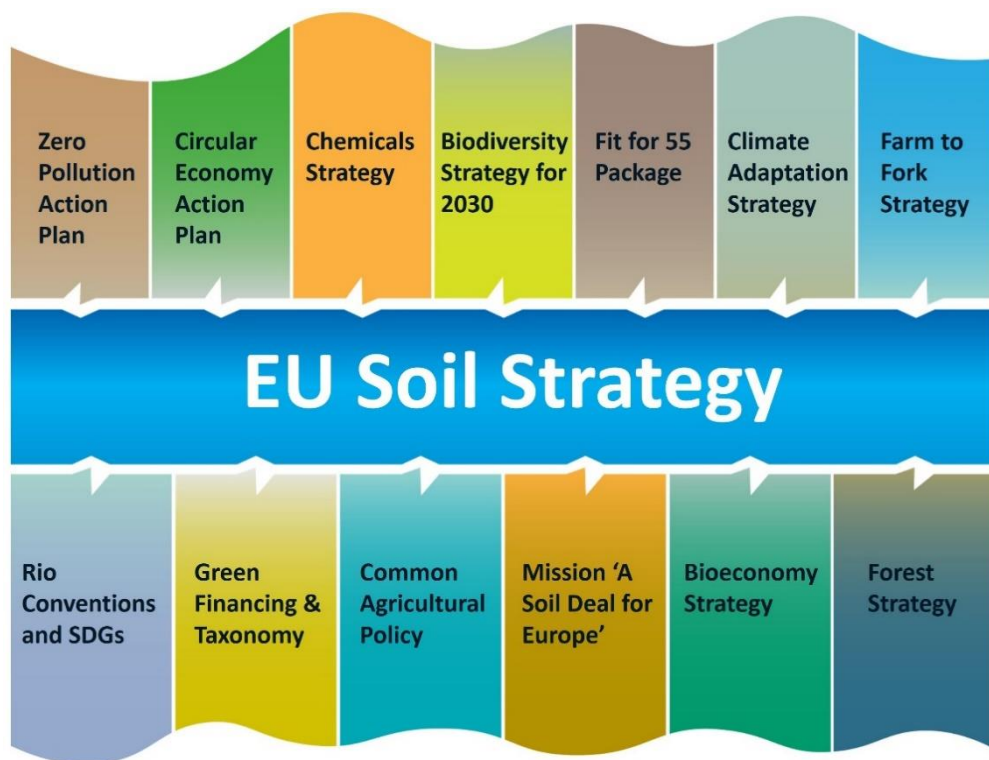 Zero
Pollution
Action
Plan
Circular
Economy
Action
Plan
Chemicals
Strategy
Biodiversity
Strategy for
2030
Fit for 55
Package
Climate
Adaptation
Strategy
Farm to
Fork
Strategy
EU Soil Strategy
Rio
Conventions
and SDGs
Green
Financing &
Taxonomy
Common
Agricultural
Policy
Mission ‘A
Soil Deal for
Europe’
Bioeconomy
Strategy
Forest
Strategy